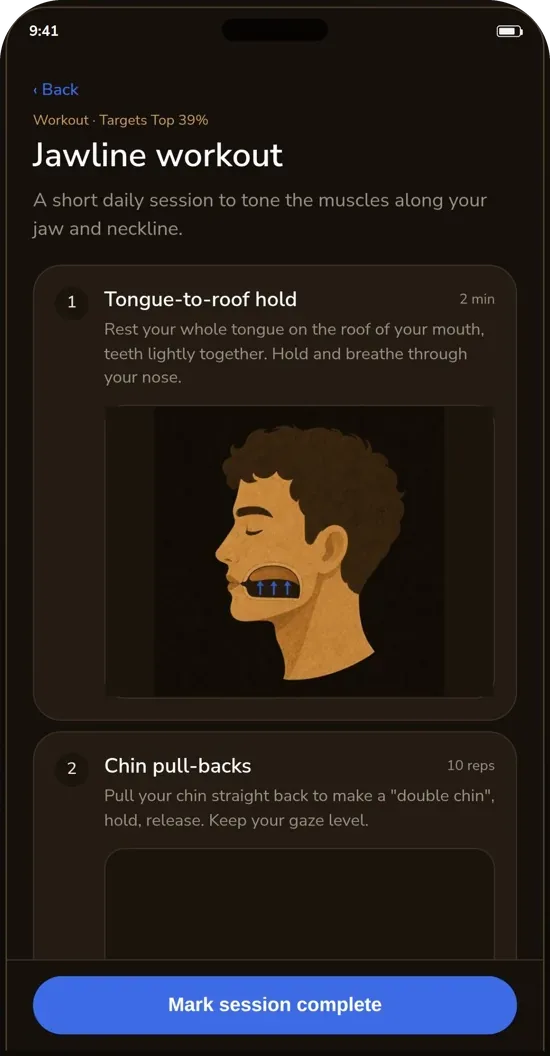 9:41
‹ Back
Workout · Targets Top 39%
Jawline workout
A short daily session to tone the muscles along your
jaw and neckline.
1
Tongue-to-roof hold
2 min
Rest your whole tongue on the roof of your mouth,
teeth lightly together. Hold and breathe through
your nose.
2
Chin pull-backs
10 reps
Pull your chin straight back to make a "double chin",
hold, release. Keep your gaze level.
Mark session complete